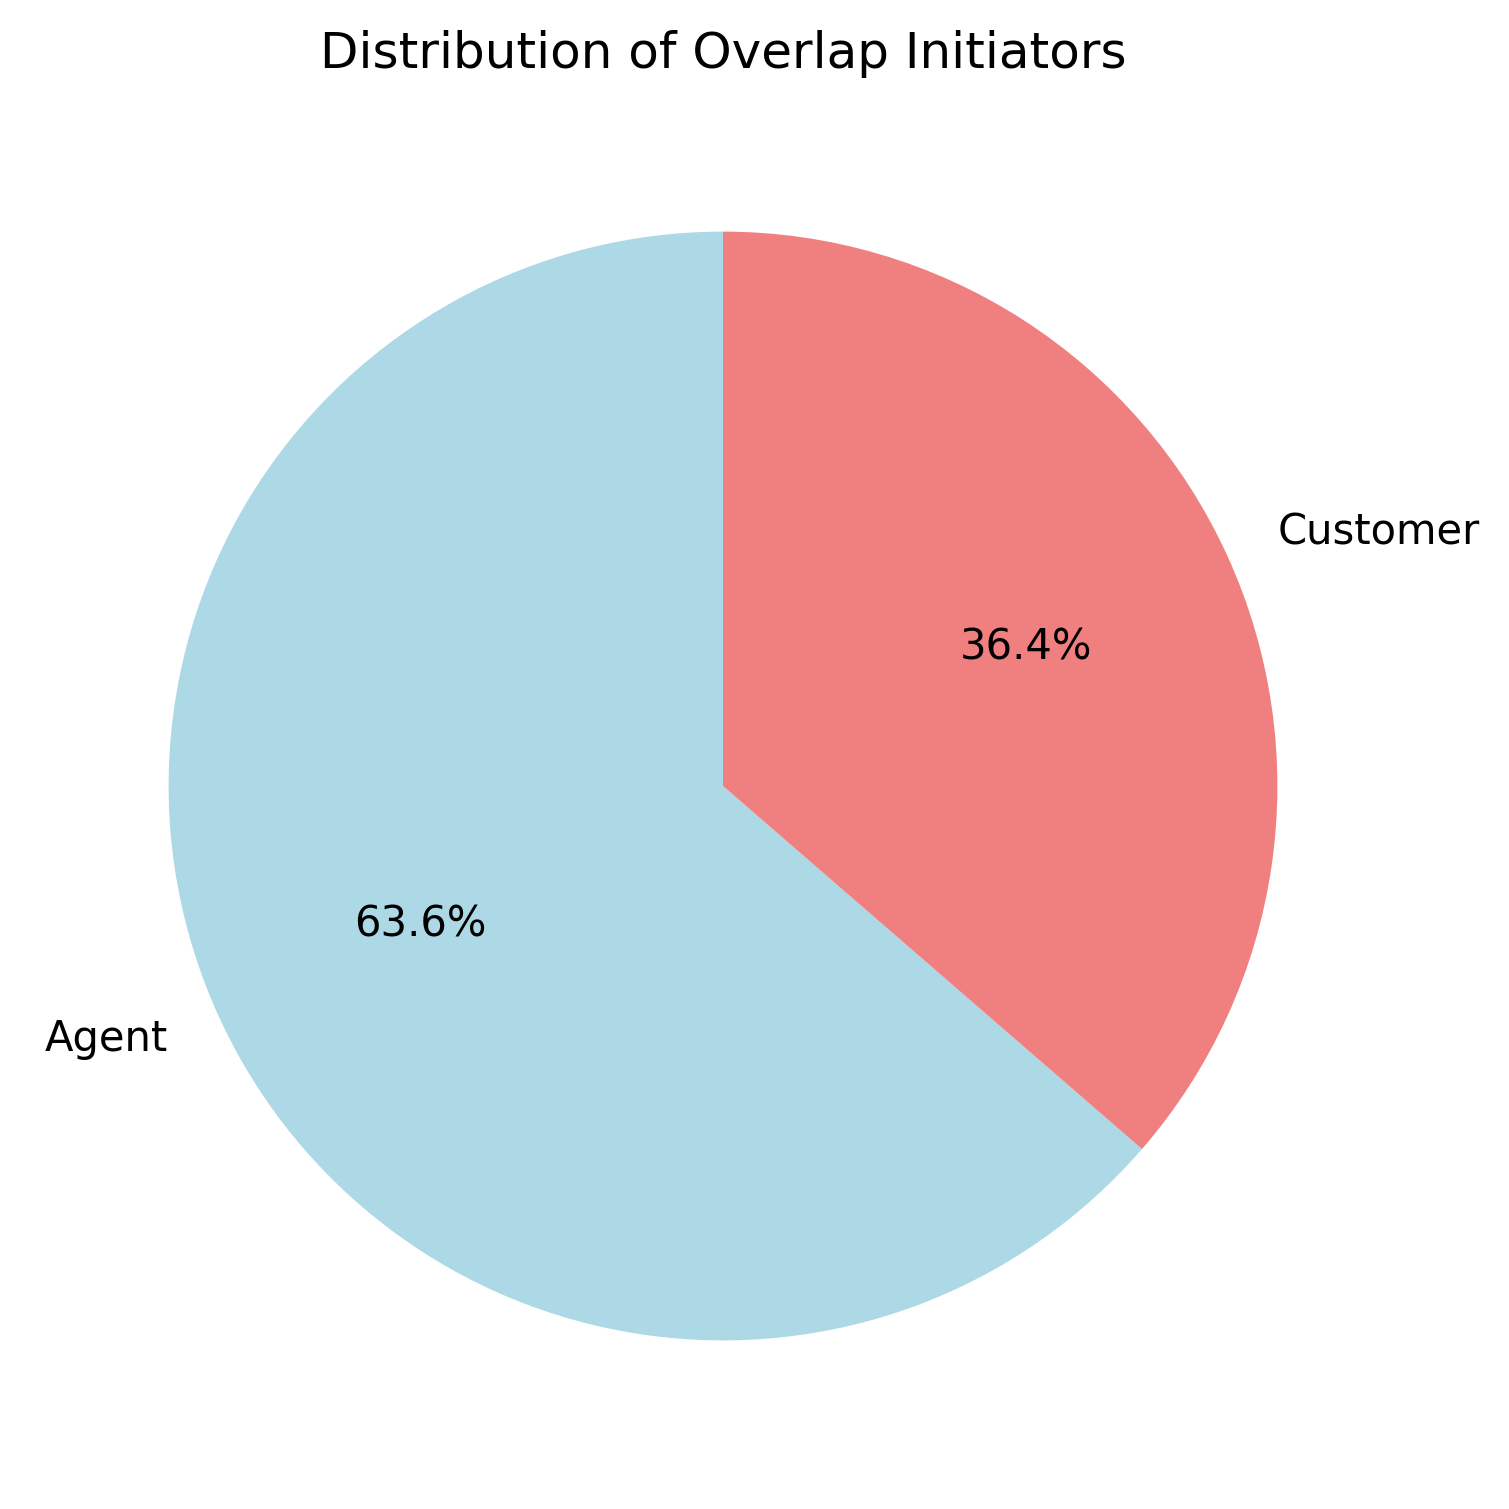 Distribution of Overlap Initiators
Customer
36.4%
63.6%
Agent